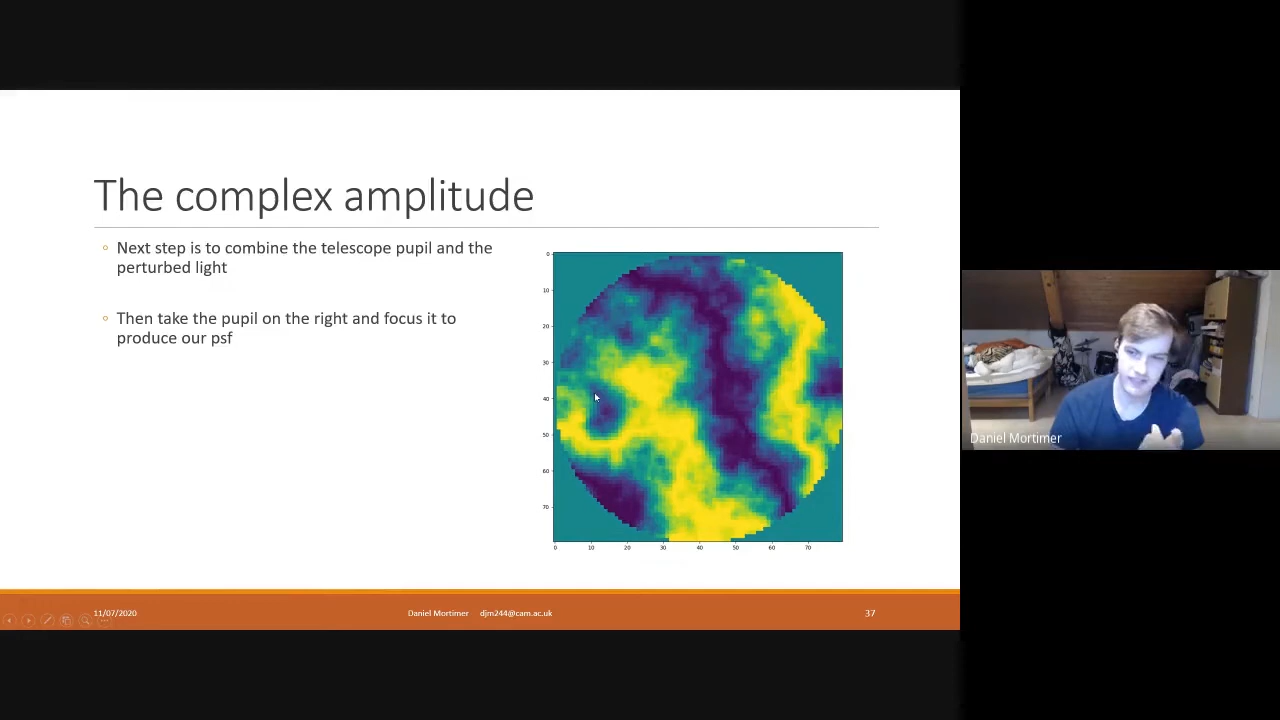 The complex amplitude
◦ Next step is to combine the telescope pupil and the
perturbed light
◦ Then take the pupil on the right and focus it to
produce our psf
0
10
20
30
40
50
60
70
0 10 20 30 40 50 60 70
11/07/2020 Daniel Mortimer djm244@cam.ac.uk 37
Daniel Mortimer